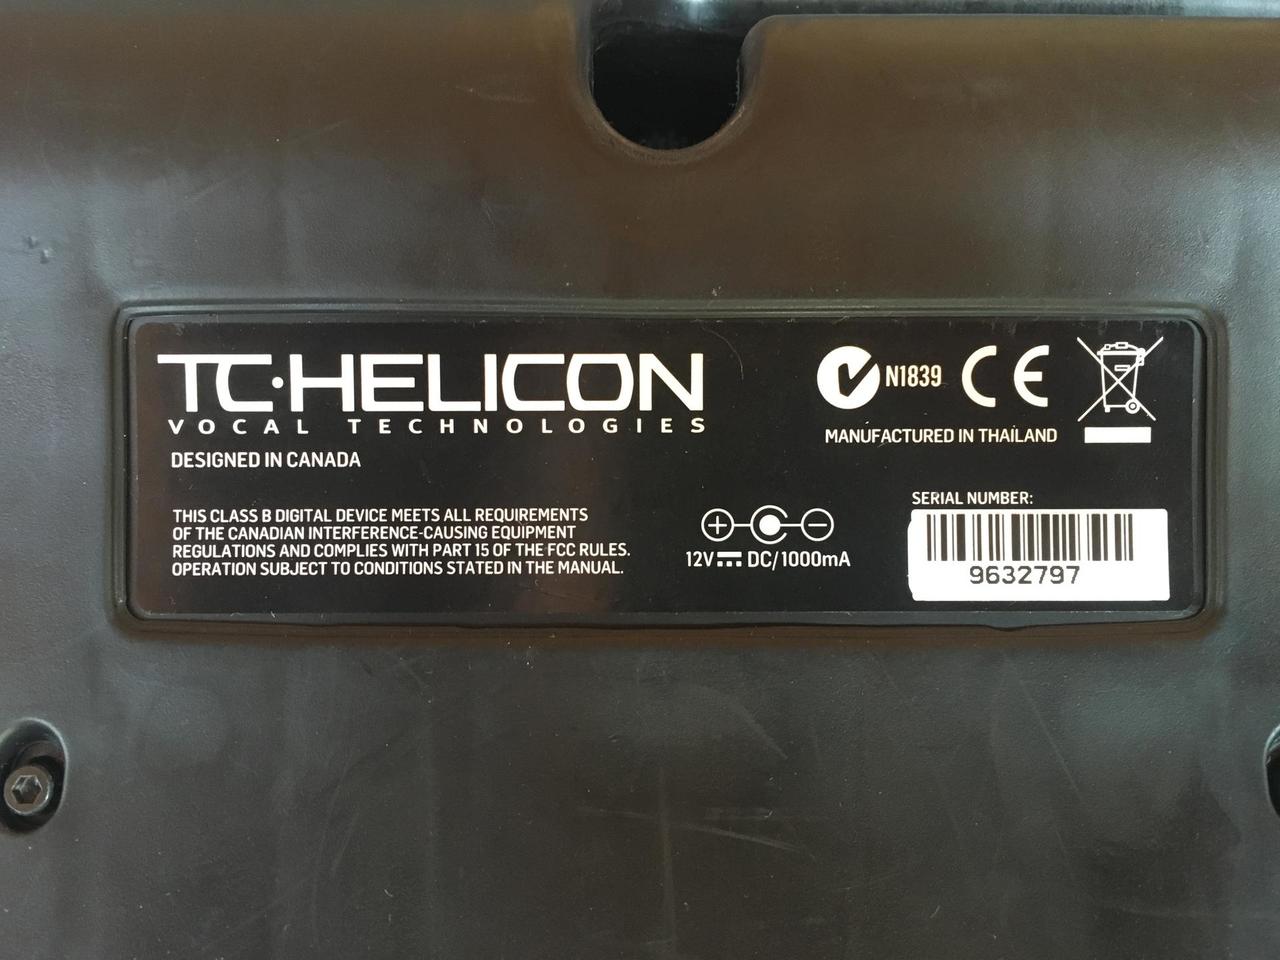 TC·HELICON
VOCAL TECHNOLOGIES
DESIGNED IN CANADA
N1839 CE
MANUFACTURED IN THAILAND
THIS CLASS B DIGITAL DEVICE MEETS ALL REQUIREMENTS
OF THE CANADIAN INTERFERENCE-CAUSING EQUIPMENT
REGULATIONS AND COMPLIES WITH PART 15 OF THE FCC RULES.
OPERATION SUBJECT TO CONDITIONS STATED IN THE MANUAL.
12V⎓DC/1000mA
SERIAL NUMBER:
9632797